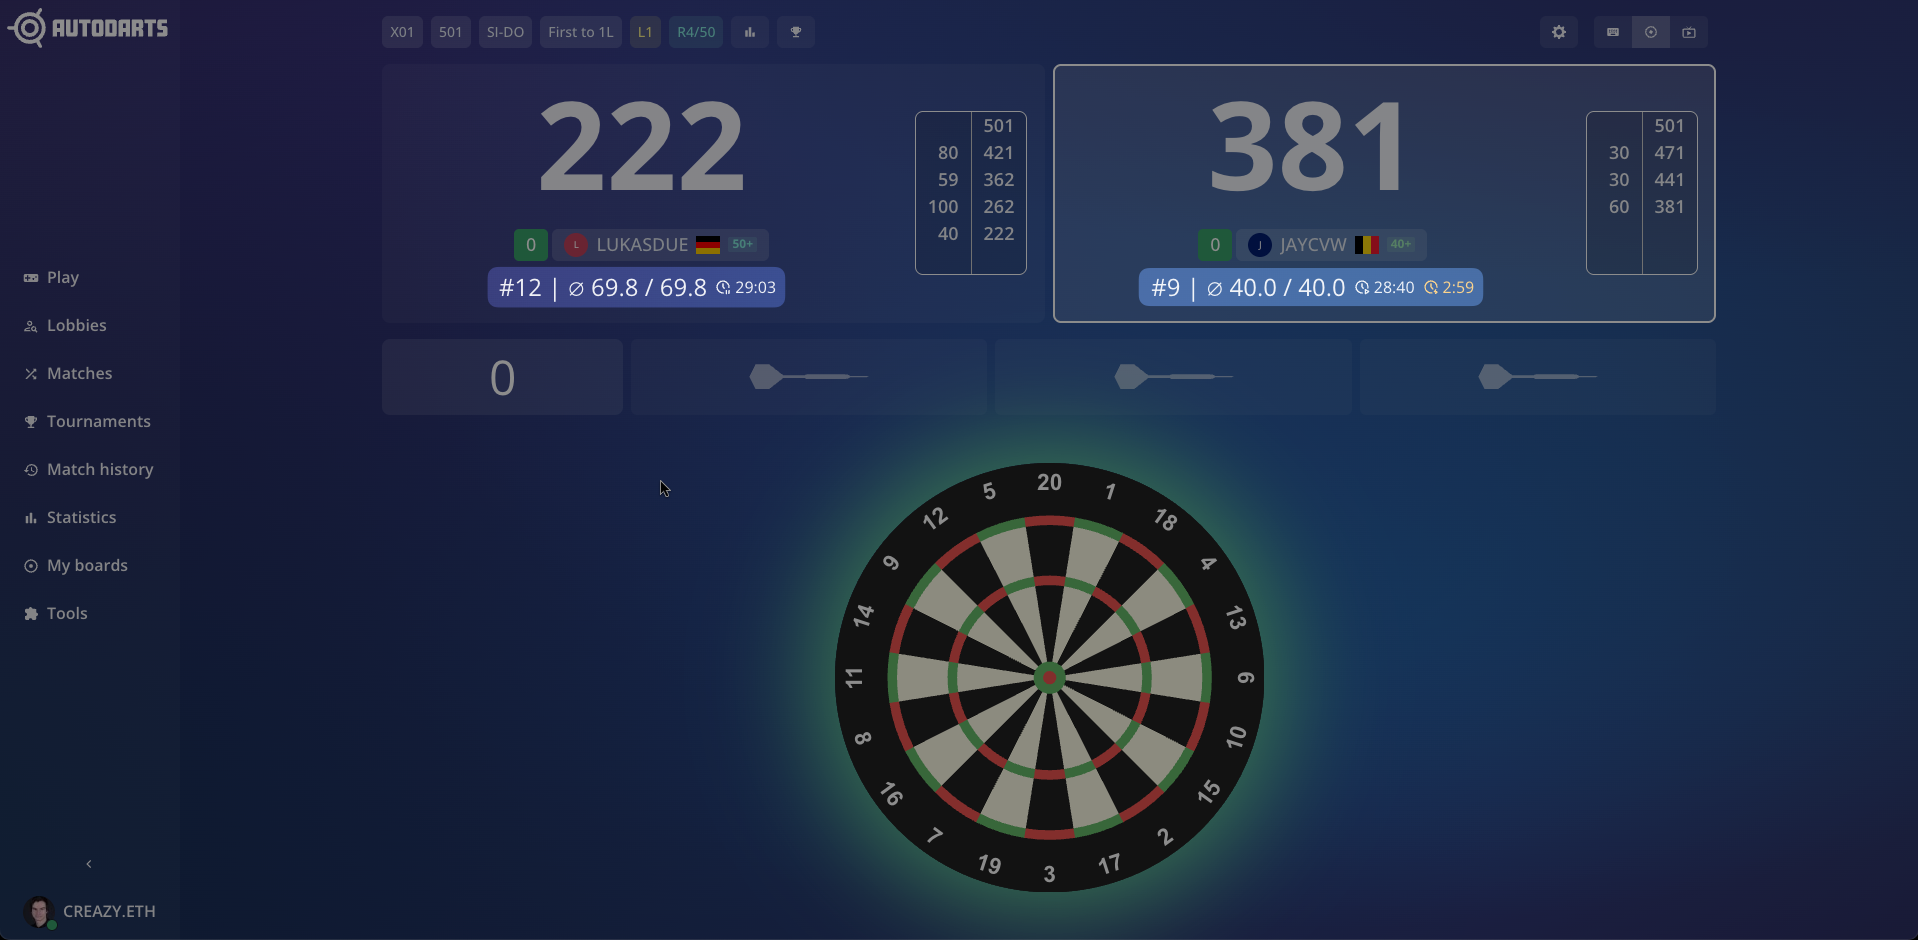 AUTODARTS
X01 501 SI-DO First to 1L L1 R4/50
222
501
80 421
59 362
100 262
40 222
0 L LUKASDUE 50+
#12 | ∅ 69.8 / 69.8 29:03
381
501
30 471
30 441
60 381
0 J JAYCVW 40+
#9 | ∅ 40.0 / 40.0 28:40 2:59
0
Play
Lobbies
Matches
Tournaments
Match history
Statistics
My boards
Tools
CREAZY.ETH
20
1
18
4
13
6
10
15
2
17
3
19
7
16
8
11
14
9
12
5